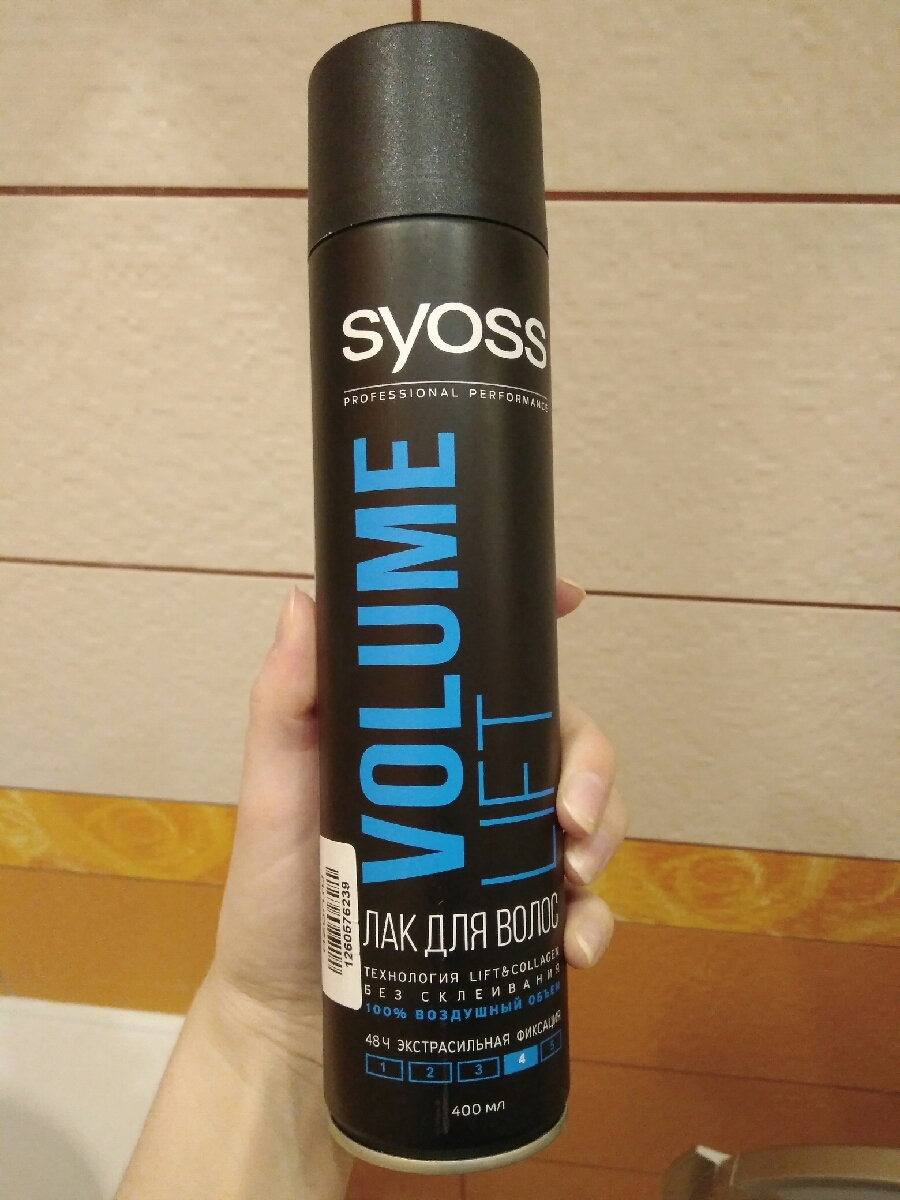 syoss
PROFESSIONAL PERFORMANCE
VOLUME
LIFT
ЛАК ДЛЯ ВОЛОС
ТЕХНОЛОГИЯ LIFT&COLLAGEN
БЕЗ СКЛЕИВАНИЯ
100% ВОЗДУШНЫЙ ОБЪЕМ
48 Ч ЭКСТРАСИЛЬНАЯ ФИКСАЦИЯ
1 2 3 4 5
400 мл
1260576239